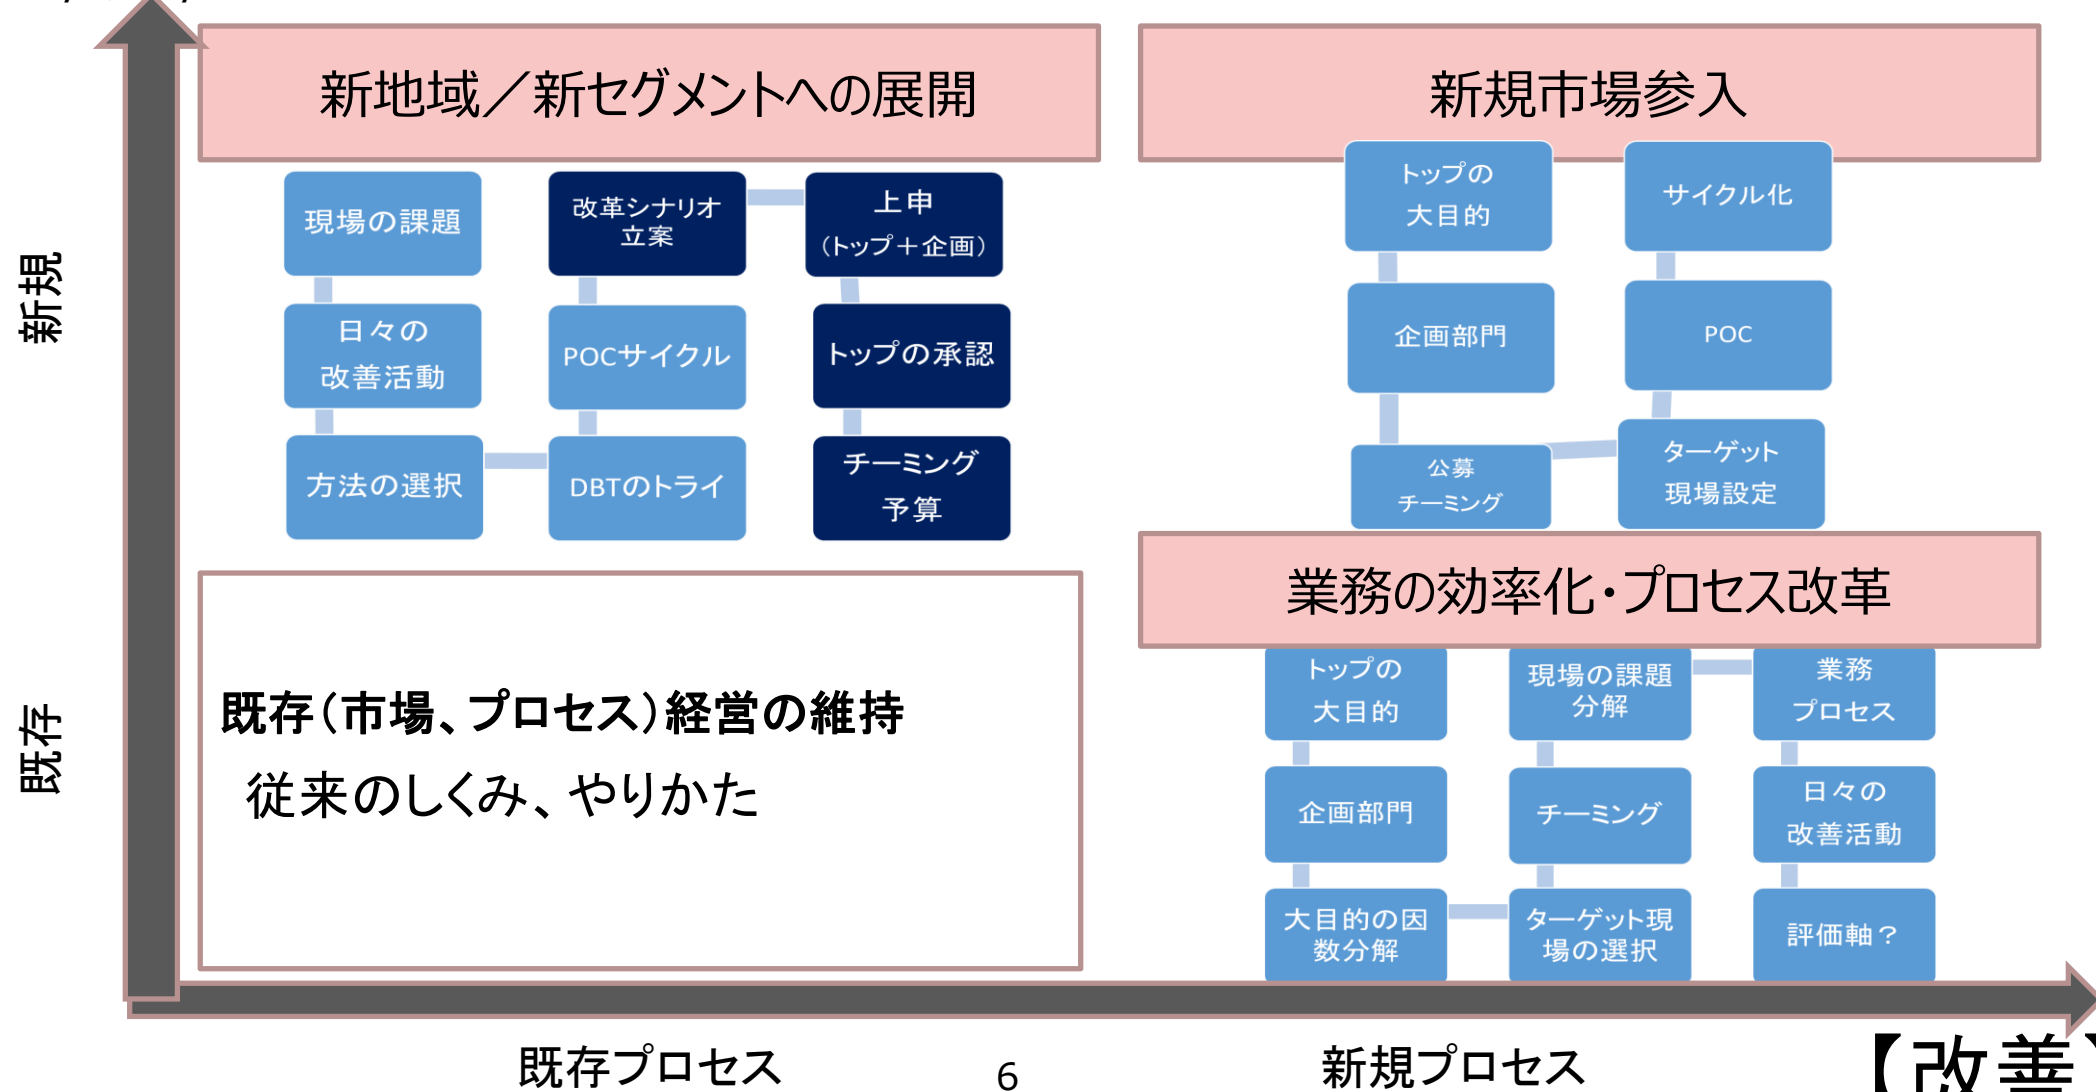 新地域／新セグメントへの展開
現場の課題
日々の
改善活動
方法の選択
DBTのトライ
POCサイクル
改革シナリオ
立案
上申
（トップ＋企画）
トップの承認
チーミング
予算
新規市場参入
トップの
大目的
企画部門
公募
チーミング
ターゲット
現場設定
POC
サイクル化
新規
既存
既存（市場、プロセス）経営の維持
従来のしくみ、やりかた
業務の効率化・プロセス改革
トップの
大目的
企画部門
大目的の因
数分解
ターゲット現
場の選択
チーミング
現場の課題
分解
業務
プロセス
日々の
改善活動
評価軸？
既存プロセス
6
新規プロセス
【改善】